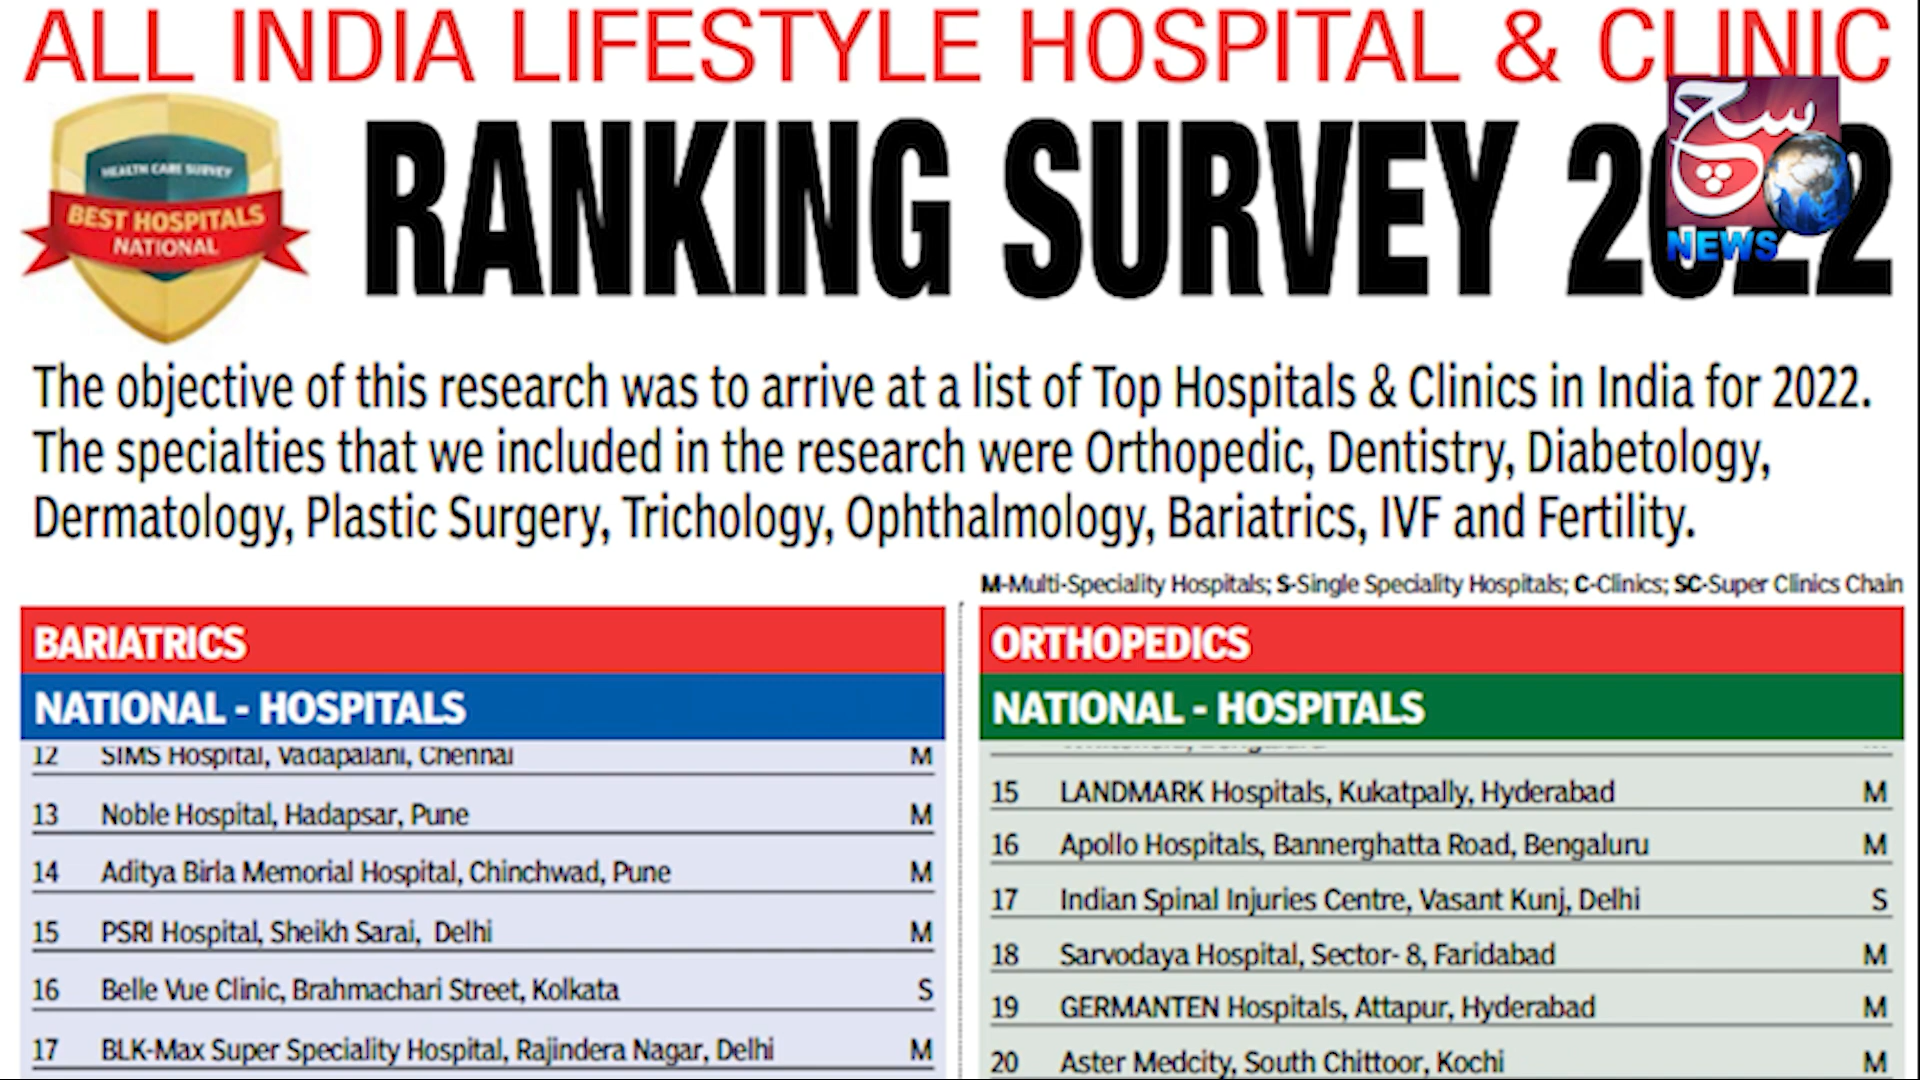 ALL INDIA LIFESTYLE HOSPITAL & CLINIC
HEALTH CARE SURVEY
BEST HOSPITALS
NATIONAL
RANKING SURVEY 2022
سچ
NEWS
The objective of this research was to arrive at a list of Top Hospitals & Clinics in India for 2022.
The specialties that we included in the research were Orthopedic, Dentistry, Diabetology,
Dermatology, Plastic Surgery, Trichology, Ophthalmology, Bariatrics, IVF and Fertility.
M-Multi-Speciality Hospitals; S-Single Speciality Hospitals; C-Clinics; SC-Super Clinics Chain
BARIATRICS
NATIONAL - HOSPITALS
12 SIMS Hospital, Vadapalani, Chennai M
13 Noble Hospital, Hadapsar, Pune M
14 Aditya Birla Memorial Hospital, Chinchwad, Pune M
15 PSRI Hospital, Sheikh Sarai, Delhi M
16 Belle Vue Clinic, Brahmachari Street, Kolkata S
17 BLK-Max Super Speciality Hospital, Rajindera Nagar, Delhi M
ORTHOPEDICS
NATIONAL - HOSPITALS
15 LANDMARK Hospitals, Kukatpally, Hyderabad M
16 Apollo Hospitals, Bannerghatta Road, Bengaluru M
17 Indian Spinal Injuries Centre, Vasant Kunj, Delhi S
18 Sarvodaya Hospital, Sector- 8, Faridabad M
19 GERMANTEN Hospitals, Attapur, Hyderabad M
20 Aster Medcity, South Chittoor, Kochi M